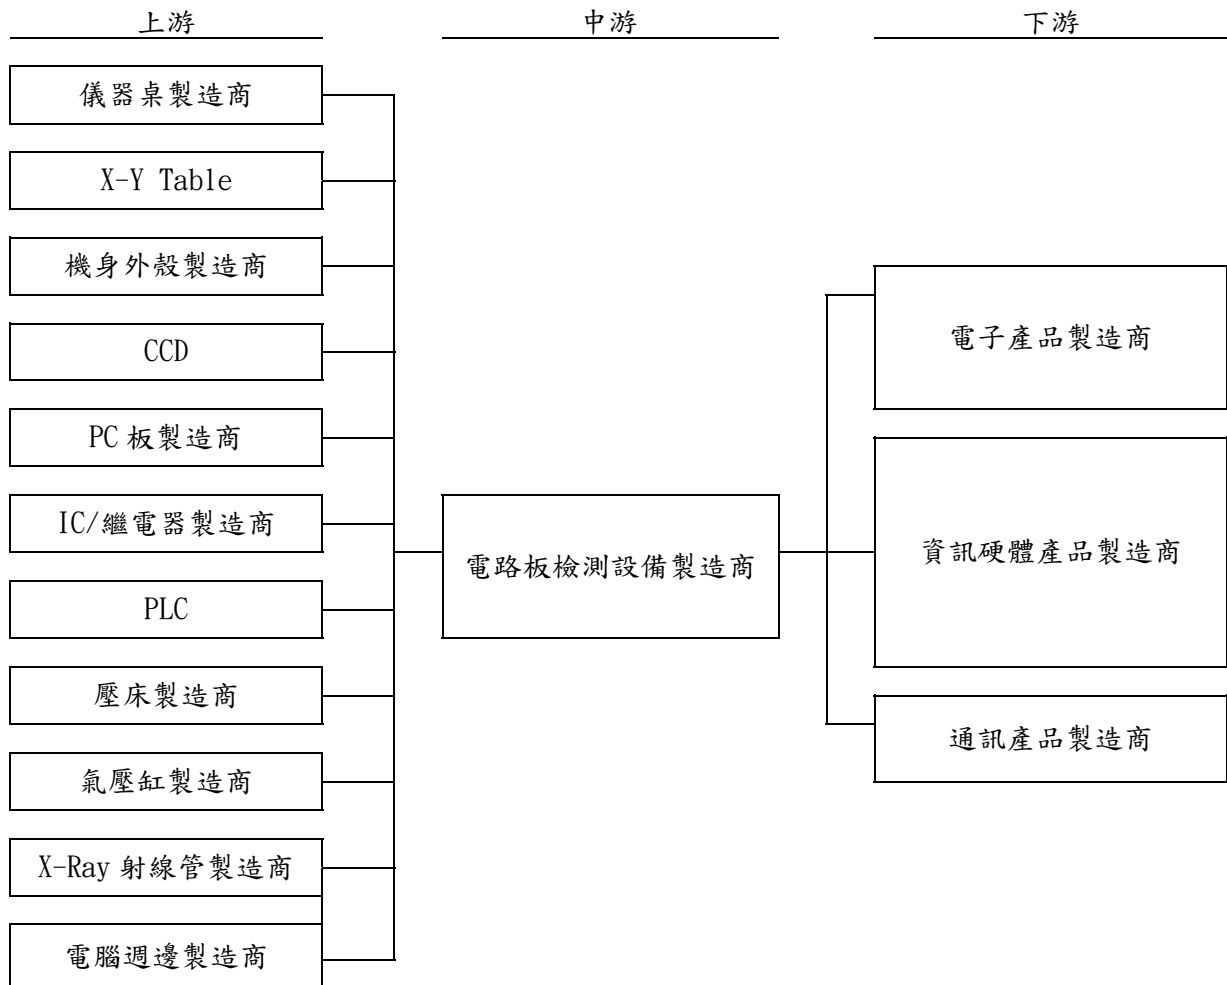 上游
中游
下游
儀器桌製造商
X-Y Table
機身外殼製造商
CCD
PC 板製造商
IC/繼電器製造商
PLC
壓床製造商
氣壓缸製造商
X-Ray 射線管製造商
電腦週邊製造商
電路板檢測設備製造商
電子產品製造商
資訊硬體產品製造商
通訊產品製造商